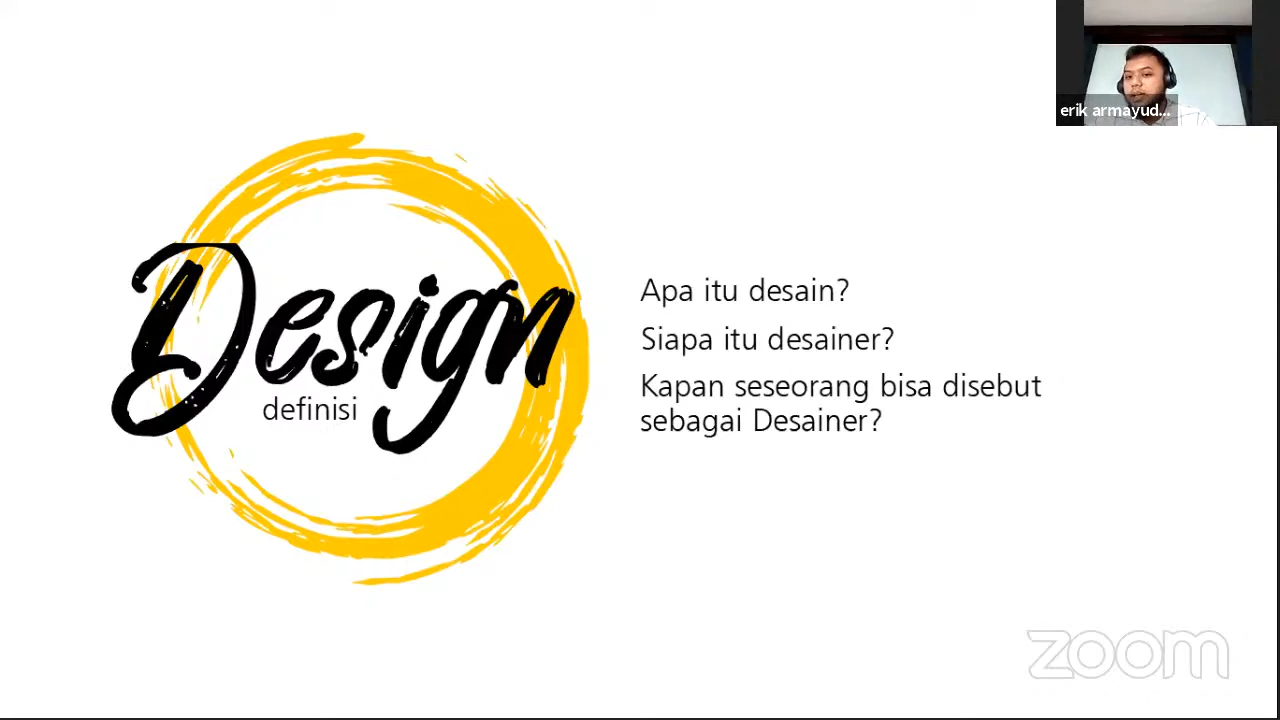 erik armayud...
Design
definisi
Apa itu desain?
Siapa itu desainer?
Kapan seseorang bisa disebut
sebagai Desainer?
zoom